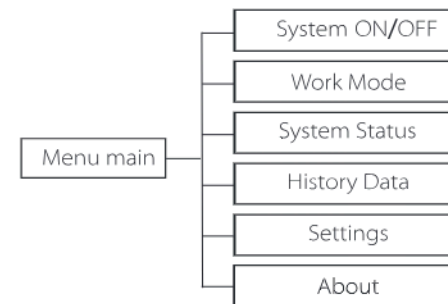 System ON/OFF
Work Mode
System Status
Menu main
History Data
Settings
About